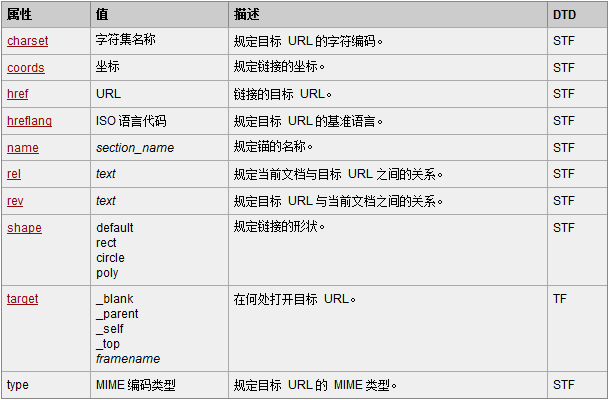 属性 值 描述 DTD
charset 字符集名称 规定目标 URL 的字符编码。 STF
coords 坐标 规定链接的坐标。 STF
href URL 链接的目标 URL。 STF
hreflang ISO 语言代码 规定目标 URL 的基准语言。 STF
name section_name 规定锚的名称。 STF
rel text 规定当前文档与目标 URL 之间的关系。 STF
rev text 规定目标 URL 与当前文档之间的关系。 STF
shape default 规定链接的形状。 STF
rect
circle
poly
target _blank 在何处打开目标 URL。 TF
_parent
_self
_top
framename
type MIME 编码类型 规定目标 URL 的 MIME 类型。 STF